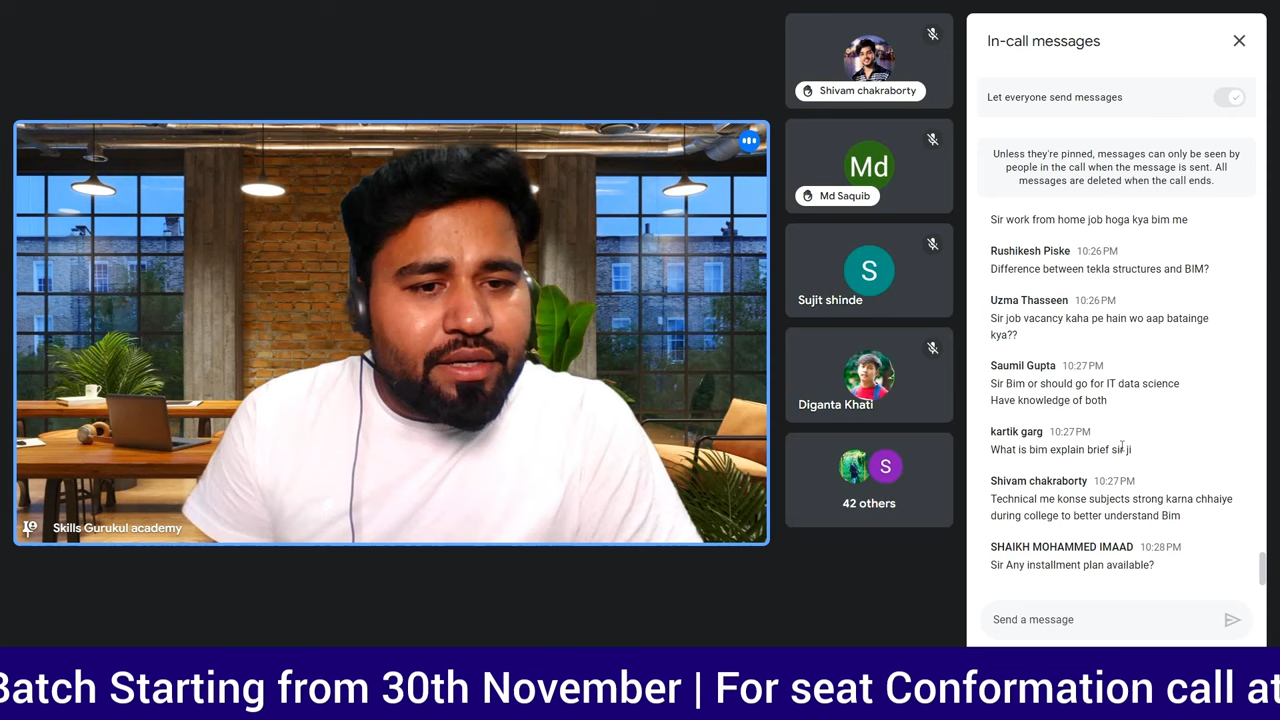 Shivam chakraborty
Md
Md Saquib
S
Sujit shinde
Diganta Khati
S
42 others
Skills Gurukul academy
In-call messages
Let everyone send messages
Unless they're pinned, messages can only be seen by
people in the call when the message is sent. All
messages are deleted when the call ends.
Sir work from home job hoga kya bim me
Rushikesh Piske 10:26 PM
Difference between tekla structures and BIM?
Uzma Thasseen 10:26 PM
Sir job vacancy kaha pe hain wo aap batainge
kya??
Saumil Gupta 10:27 PM
Sir Bim or should go for IT data science
Have knowledge of both
kartik garg 10:27 PM
What is bim explain brief sir ji
Shivam chakraborty 10:27 PM
Technical me konse subjects strong karna chhaiye
during college to better understand Bim
SHAIKH MOHAMMED IMAAD 10:28 PM
Sir Any installment plan available?
Send a message
Batch Starting from 30th November | For seat Conformation call at